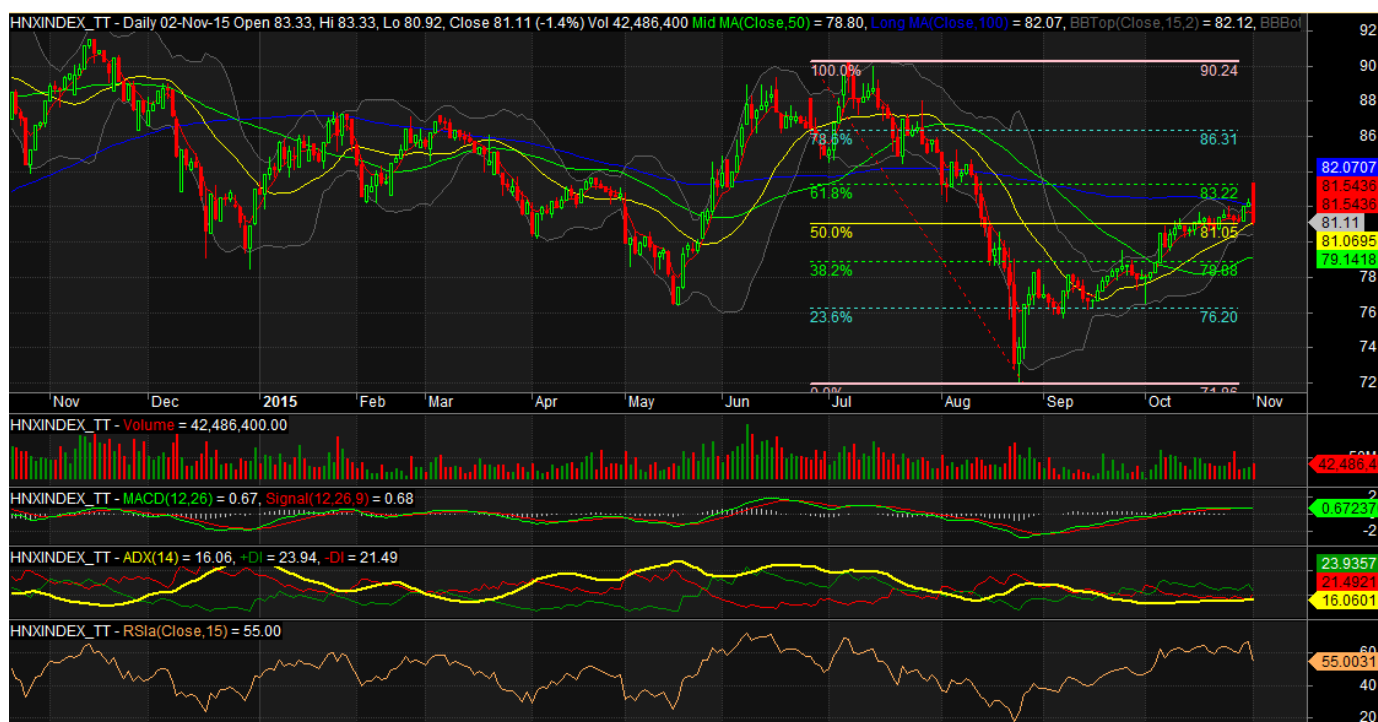 HNXINDEX_TT - Daily 02-Nov-15 Open 83.33, Hi 83.33, Lo 80.92, Close 81.11 (-1.4%) Vol 42,486,400 Mid MA(Close,50) = 78.80, Long MA(Close,100) = 82.07, BBTop(Close,15,2) = 82.12, BBBot
92
100.0% 90.24 90
88
78.6% 86.31 86
82.0707
61.8% 83.22 81.5436
81.5436
81.11
50.0% 81.05 81.0695
79.1418
38.2% 78.88 78
23.6% 76.20 76
74
0.0% 71.86 72
Nov Dec 2015 Feb Mar Apr May Jun Jul Aug Sep Oct Nov
HNXINDEX_TT - Volume = 42,486,400.00
50M
42,486,4
HNXINDEX_TT - MACD(12,26) = 0.67, Signal(12,26,9) = 0.68
2
0.67237
-2
HNXINDEX_TT - ADX(14) = 16.06, +DI = 23.94, -DI = 21.49
23.9357
21.4921
16.0601
HNXINDEX_TT - RSIa(Close,15) = 55.00
60
55.0031
40
20